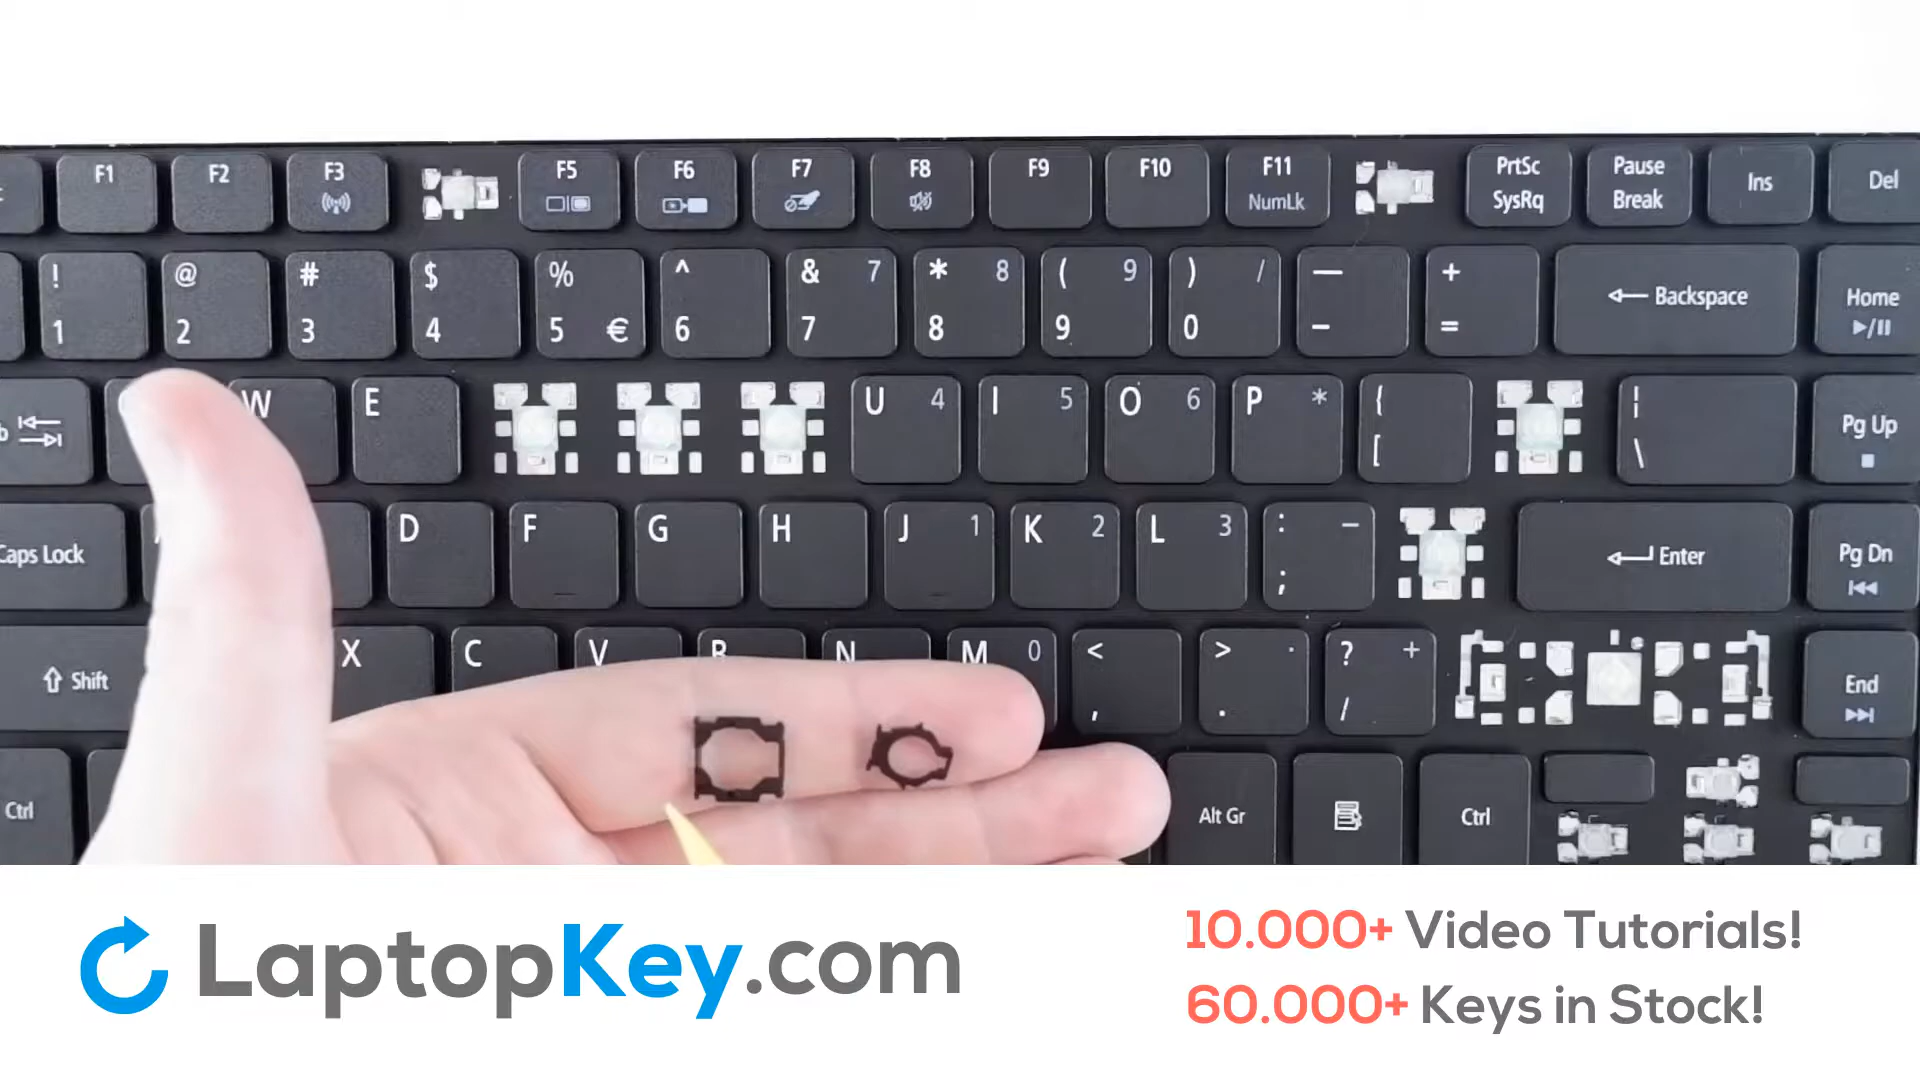 F1 F2 F3 F5 F6 F7 F8 F9 F10 F11 NumLk PrtSc SysRq Pause Break Ins Del
! 1 @ 2 # 3 $ 4 % 5 € ^ 6 & 7 7 * 8 8 ( 9 9 ) / 0 — - + = Backspace Home
W E U 4 I 5 O 6 P * { [ ¦ \ Pg Up
Caps Lock D F G H J 1 K 2 L 3 : - ; Enter Pg Dn
Shift X C V B N M 0 < , > . . ? + / End
Ctrl Alt Gr Ctrl
LaptopKey.com
10.000+ Video Tutorials!
60.000+ Keys in Stock!